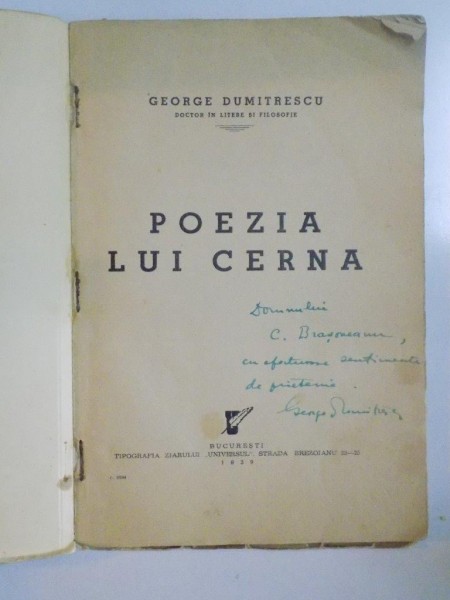 GEORGE DUMITRESCU
DOCTOR ÎN LITERE ȘI FILOSOFIE
POEZIA
LUI CERNA
Domnului
C. Brașoveanu,
cu afectuoase sentimente
de prietenie.
George Dumitrescu
BUCUREȘTI
TIPOGRAFIA ZIARULUI „UNIVERSUL”, STRADA BREZOIANU 23—25
1939